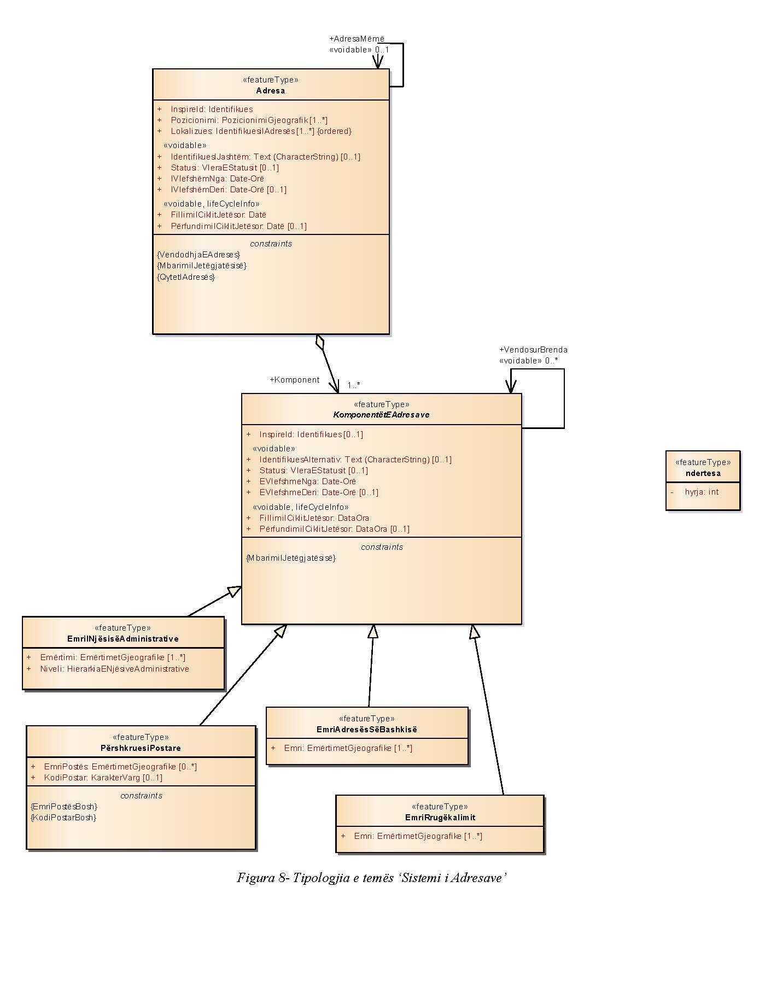 +AdresaMëmë
«voidable» 0..1
«featureType»
Adresa
+ InspireId: Identifikues
+ Pozicionimi: PozicionimiGjeografik [1..*]
+ Lokalizues: IdentifikuesiIAdresës [1..*] {ordered}
«voidable»
+ IdentifikuesIJashtëm: Text (CharacterString) [0..1]
+ Statusi: VleraEStatusit [0..1]
+ IVlefshëmNga: Date-Orë
+ IVlefshëmDeri: Date-Orë [0..1]
«voidable, lifeCycleInfo»
+ FillimiICiklitJetësor: Datë
+ PërfundimiICiklitJetësor: Datë [0..1]
constraints
{VendodhjaEAdreses}
{MbarimiIJetëgjatësisë}
{QytetIAdresës}
+Komponent
1..*
+VendosurBrenda
«voidable» 0..*
«featureType»
KomponentëtEAdresave
+ InspireId: Identifikues [0..1]
«voidable»
+ IdentifikuesAlternativ: Text (CharacterString) [0..1]
+ Statusi: VleraEStatusit [0..1]
+ EVlefshmeNga: Date-Orë
+ EVlefshmeDeri: Date-Orë [0..1]
«voidable, lifeCycleInfo»
+ FillimiICiklitJetësor: DataOra
+ PërfundimiICiklitJetësor: DataOra [0..1]
constraints
{MbarimiIJetëgjatësisë}
«featureType»
ndertesa
- hyrja: int
«featureType»
EmriINjësisëAdministrative
+ Emërtimi: EmërtimetGjeografike [1..*]
+ Niveli: HierarkiaENjësiveAdministrative
«featureType»
PërshkruesiPostare
+ EmriPostës: EmërtimetGjeografike [0..*]
+ KodiPostar: KarakterVarg [0..1]
constraints
{EmriPostësBosh}
{KodiPostarBosh}
«featureType»
EmriAdresësSëBashkisë
+ Emri: EmërtimetGjeografike [1..*]
«featureType»
EmriRrugëkalimit
+ Emri: EmërtimetGjeografike [1..*]
Figura 8- Tipologjia e temës ‘Sistemi i Adresave’